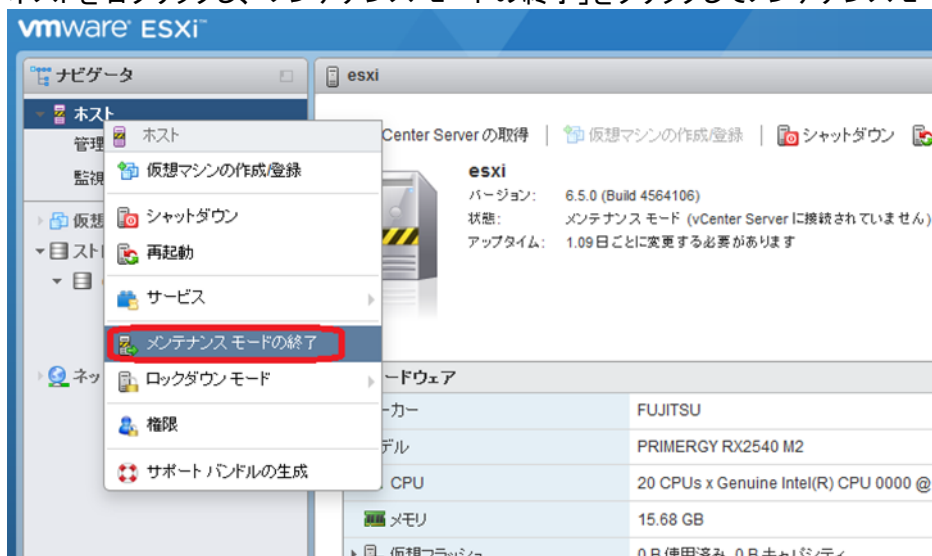 vmware ESXi™
ナビゲータ
esxi
ホスト
管理
監視
仮想
スト
ネッ
ホスト
仮想マシンの作成/登録
シャットダウン
再起動
サービス
メンテナンス モードの終了
ロックダウン モード
権限
サポート バンドルの生成
Center Server の取得 | 仮想マシンの作成/登録 | シャットダウン
esxi
バージョン: 6.5.0 (Build 4564106)
状態: メンテナンス モード (vCenter Server に接続されていません)
アップタイム: 1.09 日ごとに変更する必要があります
ードウェア
ーカー FUJITSU
デル PRIMERGY RX2540 M2
CPU 20 CPUs x Genuine Intel(R) CPU 0000 @
メモリ 15.68 GB